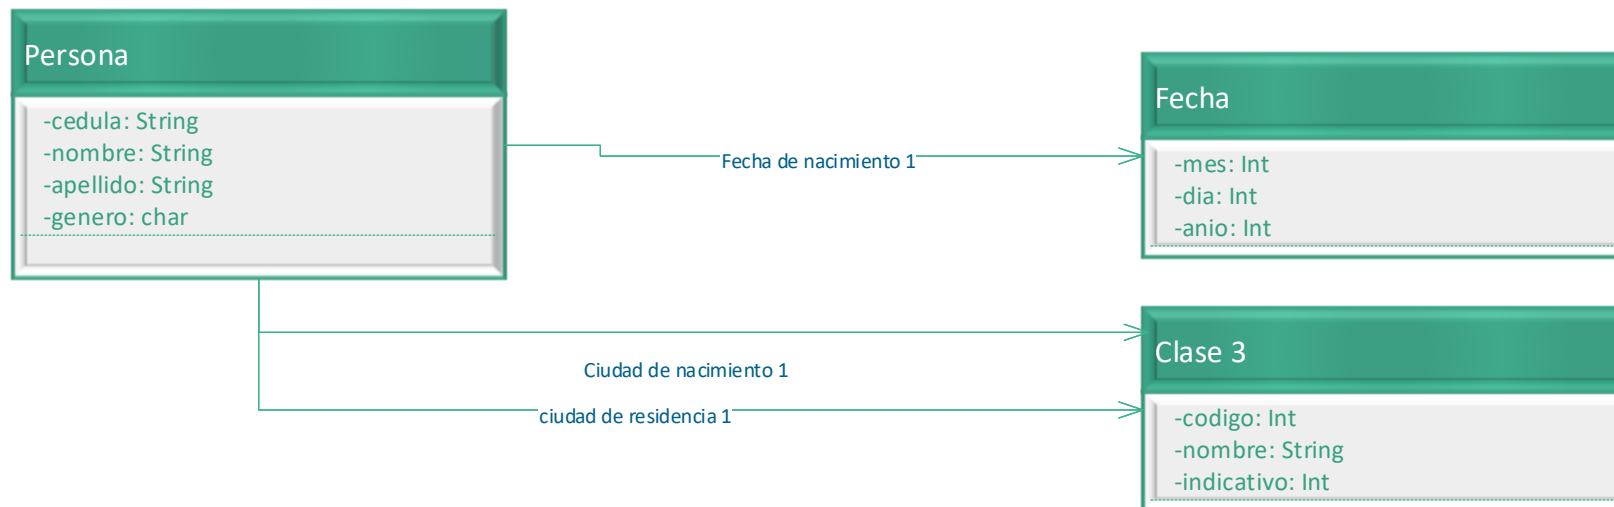 Persona
-cedula: String
-nombre: String
-apellido: String
-genero: char
Fecha de nacimiento 1
Fecha
-mes: Int
-dia: Int
-anio: Int
Ciudad de nacimiento 1
ciudad de residencia 1
Clase 3
-codigo: Int
-nombre: String
-indicativo: Int